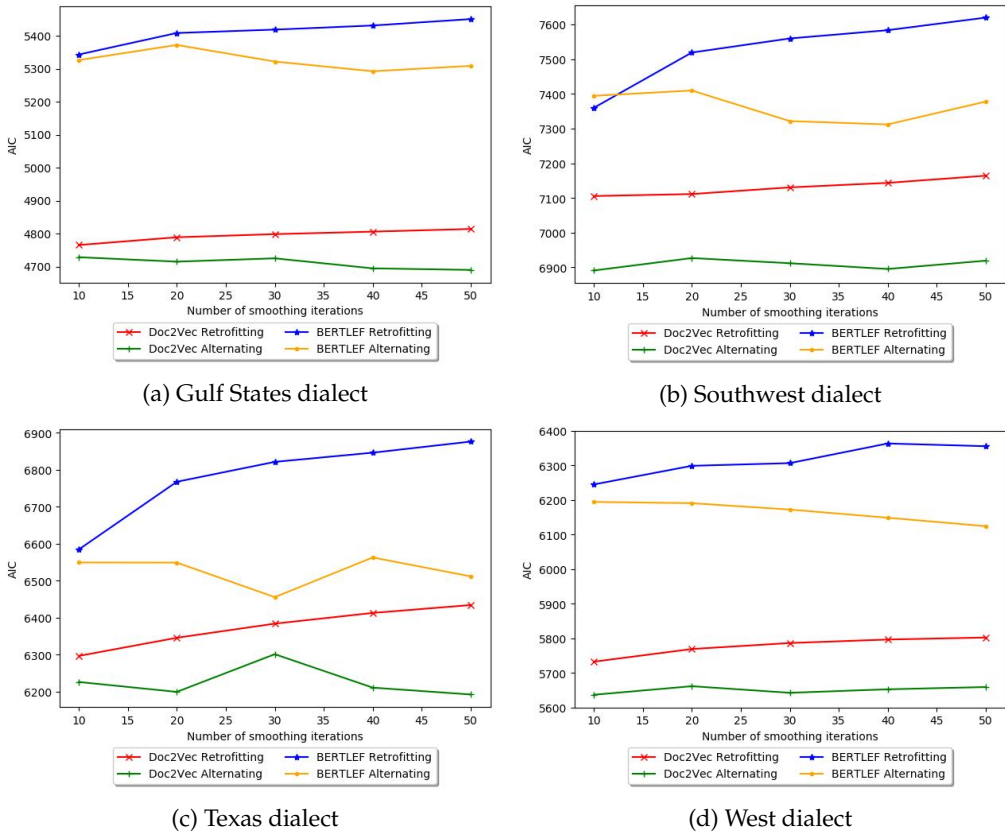 5400
5300
5200
5100
5000
4900
4800
4700
AIC
10 15 20 25 30 35 40 45 50
Number of smoothing iterations
Doc2Vec Retrofitting BERTLEF Retrofitting
Doc2Vec Alternating BERTLEF Alternating
(a) Gulf States dialect
7600
7500
7400
7300
7200
7100
7000
6900
AIC
10 15 20 25 30 35 40 45 50
Number of smoothing iterations
Doc2Vec Retrofitting BERTLEF Retrofitting
Doc2Vec Alternating BERTLEF Alternating
(b) Southwest dialect
6900
6800
6700
6600
6500
6400
6300
6200
AIC
10 15 20 25 30 35 40 45 50
Number of smoothing iterations
Doc2Vec Retrofitting BERTLEF Retrofitting
Doc2Vec Alternating BERTLEF Alternating
(c) Texas dialect
6400
6300
6200
6100
6000
5900
5800
5700
5600
AIC
10 15 20 25 30 35 40 45 50
Number of smoothing iterations
Doc2Vec Retrofitting BERTLEF Retrofitting
Doc2Vec Alternating BERTLEF Alternating
(d) West dialect